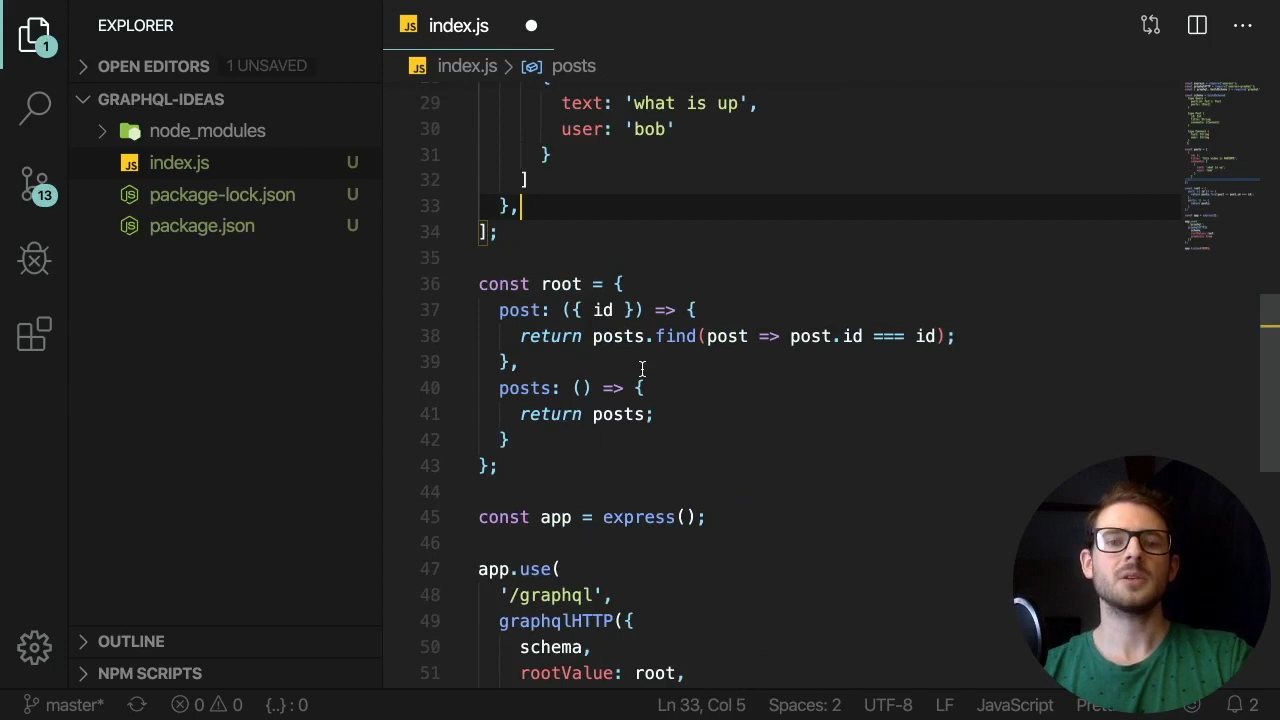 1
EXPLORER
OPEN EDITORS 1 UNSAVED
GRAPHQL-IDEAS
node_modules
JS index.js U
package-lock.json U
package.json U
OUTLINE
NPM SCRIPTS
13
JS index.js
JS index.js > posts
29 text: 'what is up',
30 user: 'bob'
31 }
32 ]
33 },
34 ];
35
36 const root = {
37 post: ({ id }) => {
38 return posts.find(post => post.id === id);
39 },
40 posts: () => {
41 return posts;
42 }
43 };
44
45 const app = express();
46
47 app.use(
48 '/graphql',
49 graphqlHTTP({
50 schema,
51 rootValue: root,
master* 0 0 {..} : 0 Ln 33, Col 5 Spaces: 2 UTF-8 LF JavaScript 2